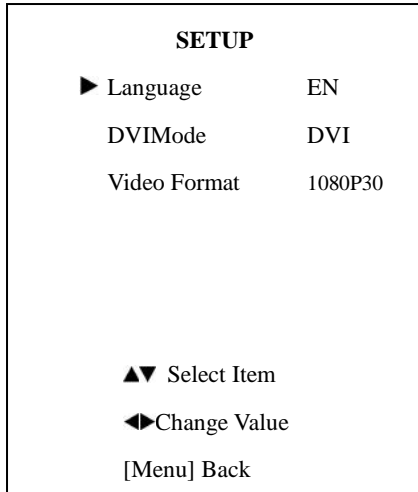 SETUP
▶ Language EN
DVIMode DVI
Video Format 1080P30
▲▼ Select Item
◀▶Change Value
[Menu] Back